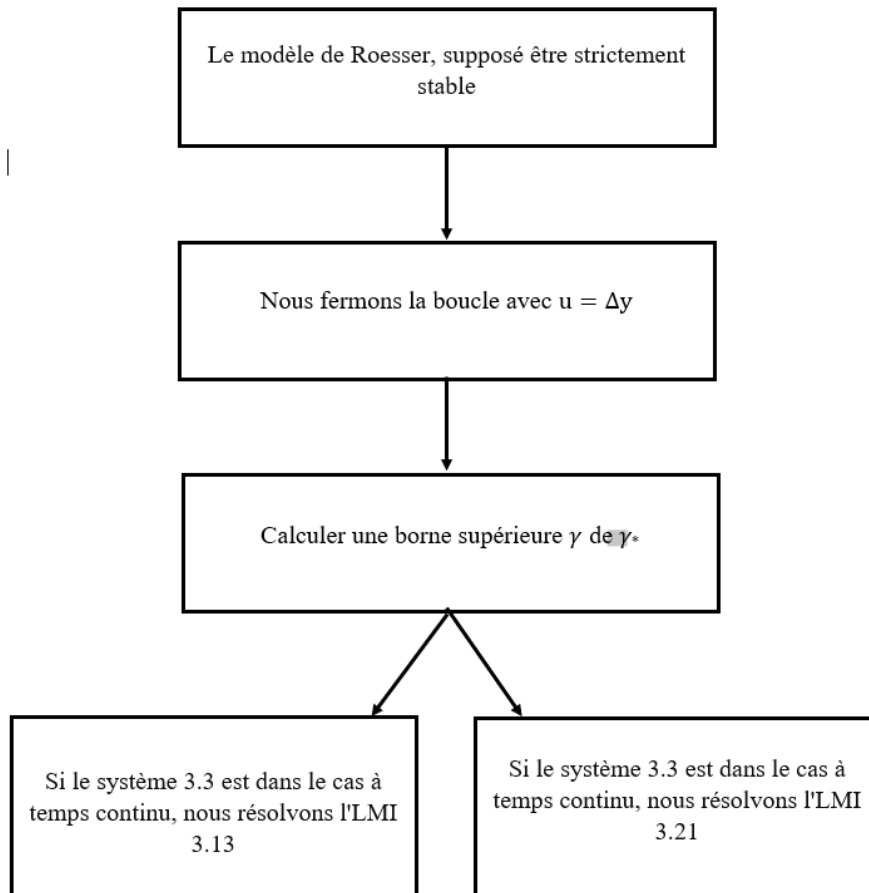 Le modèle de Roesser, supposé être strictement
stable
Nous fermons la boucle avec u = Δy
Calculer une borne supérieure γ de γ*
Si le système 3.3 est dans le cas à
temps continu, nous résolvons l'LMI
3.13
Si le système 3.3 est dans le cas à
temps continu, nous résolvons l'LMI
3.21